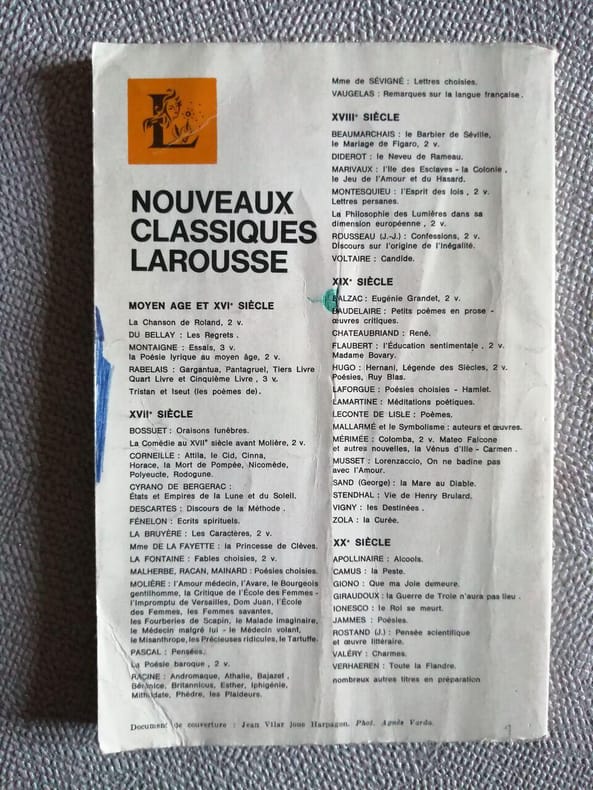 L
NOUVEAUX
CLASSIQUES
LAROUSSE
MOYEN AGE ET XVIe SIÈCLE
La Chanson de Roland, 2 v.
DU BELLAY : Les Regrets .
MONTAIGNE : Essais, 3 v.
la Poésie lyrique au moyen âge, 2 v.
RABELAIS : Gargantua, Pantagruel, Tiers Livre
Quart Livre et Cinquième Livre , 3 v.
Tristan et Iseut (les poèmes de).
XVIIe SIÈCLE
BOSSUET : Oraisons funèbres.
La Comédie au XVIIe siècle avant Molière, 2 v.
CORNEILLE : Attila, le Cid, Cinna,
Horace, la Mort de Pompée, Nicomède,
Polyeucte, Rodogune.
CYRANO DE BERGERAC :
États et Empires de la Lune et du Soleil.
DESCARTES : Discours de la Méthode .
FÉNELON : Ecrits spirituels.
LA BRUYÈRE : Les Caractères, 2 v.
Mme DE LA FAYETTE : la Princesse de Clèves.
LA FONTAINE : Fables choisies, 2 v.
MALHERBE, RACAN, MAINARD : Poésies choisies.
MOLIÈRE : l'Amour médecin, l'Avare, le Bourgeois
gentilhomme, la Critique de l'École des Femmes -
l'Impromptu de Versailles, Dom Juan, l'École
des Femmes, les Femmes savantes,
les Fourberies de Scapin, le Malade imaginaire,
le Médecin malgré lui - le Médecin volant,
le Misanthrope, les Précieuses ridicules, le Tartuffe.
PASCAL : Pensées.
La Poésie baroque , 2 v.
RACINE : Andromaque, Athalie, Bajazet ,
Bérénice, Britannicus, Esther, Iphigénie,
Mithridate, Phèdre, les Plaideurs.
Mme de SÉVIGNÉ : Lettres choisies.
VAUGELAS : Remarques sur la langue française .
XVIIIe SIÈCLE
BEAUMARCHAIS : le Barbier de Séville,
le Mariage de Figaro, 2 v.
DIDEROT : le Neveu de Rameau.
MARIVAUX : l'Ile des Esclaves - la Colonie ,
le Jeu de l'Amour et du Hasard.
MONTESQUIEU : l'Esprit des lois , 2 v.
Lettres persanes.
La Philosophie des Lumières dans sa
dimension européenne , 2 v.
ROUSSEAU (J.-J.) : Confessions, 2 v.
Discours sur l'origine de l'inégalité.
VOLTAIRE : Candide.
XIXe SIÈCLE
BALZAC : Eugénie Grandet, 2 v.
BAUDELAIRE : Petits poèmes en prose -
œuvres critiques.
CHATEAUBRIAND : René.
FLAUBERT : l'Éducation sentimentale , 2 v.
Madame Bovary.
HUGO : Hernani, Légende des Siècles, 2 v.
Poésies, Ruy Blas.
LAFORGUE : Poésies choisies - Hamlet.
LAMARTINE : Méditations poétiques.
LECONTE DE LISLE : Poèmes.
MALLARMÉ et le Symbolisme : auteurs et œuvres.
MÉRIMÉE : Colomba, 2 v. Mateo Falcone
et autres nouvelles, la Vénus d'Ille - Carmen .
MUSSET : Lorenzaccio, On ne badine pas
avec l'Amour.
SAND (George) : la Mare au Diable.
STENDHAL : Vie de Henry Brulard.
VIGNY : les Destinées .
ZOLA : la Curée.
XXe SIÈCLE
APOLLINAIRE : Alcools.
CAMUS : la Peste.
GIONO : Que ma Joie demeure.
GIRAUDOUX : la Guerre de Troie n'aura pas lieu .
IONESCO : le Roi se meurt.
JAMMES : Poésies.
ROSTAND (J.) : Pensée scientifique
et œuvre littéraire.
VALÉRY : Charmes.
VERHAEREN : Toute la Flandre.
nombreux autres titres en préparation
Document de couverture : Jean Vilar joue Harpagon. Phot. Agnès Varda.